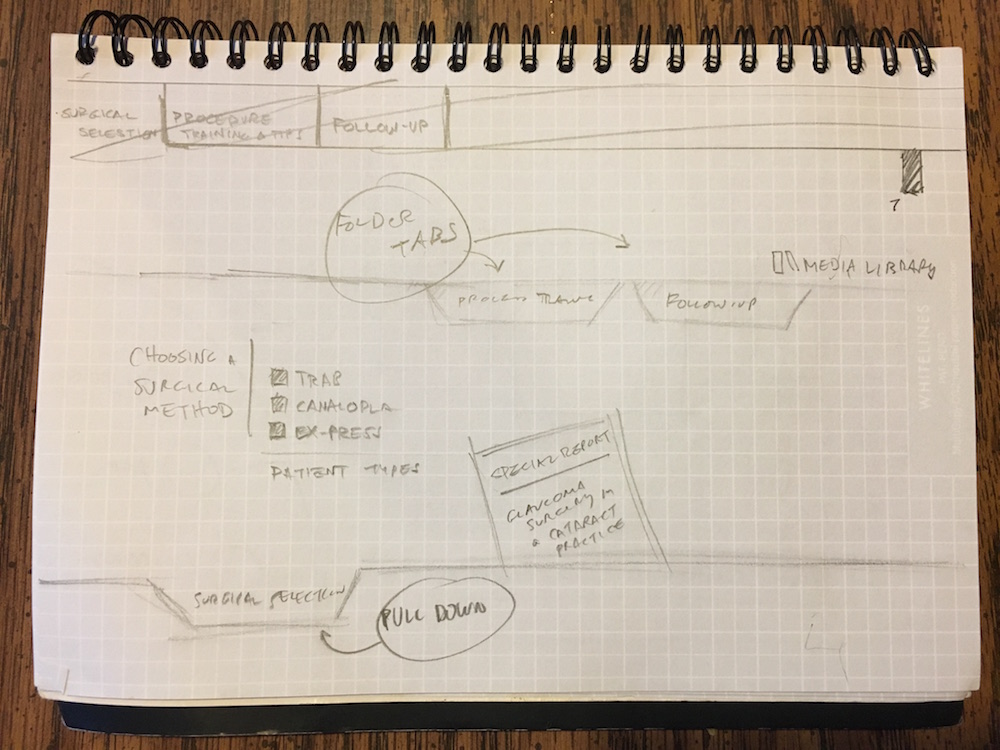 SURGICAL
SELECTION
PROCEDURE
TRAINING & TIPS
FOLLOW-UP
7
FOLDER
TABS
MEDIA LIBRARY
PROCESS
FOLLOW-UP
WHITELINES
CHOOSING A
SURGICAL
METHOD
TRAB
CANALOPLA
EX-PRESS
PATIENT TYPES
SPECIAL REPORT
GLAUCOMA
SURGERY IN
A CATARACT
PRACTICE
SURGICAL SELECTION
PULL DOWN